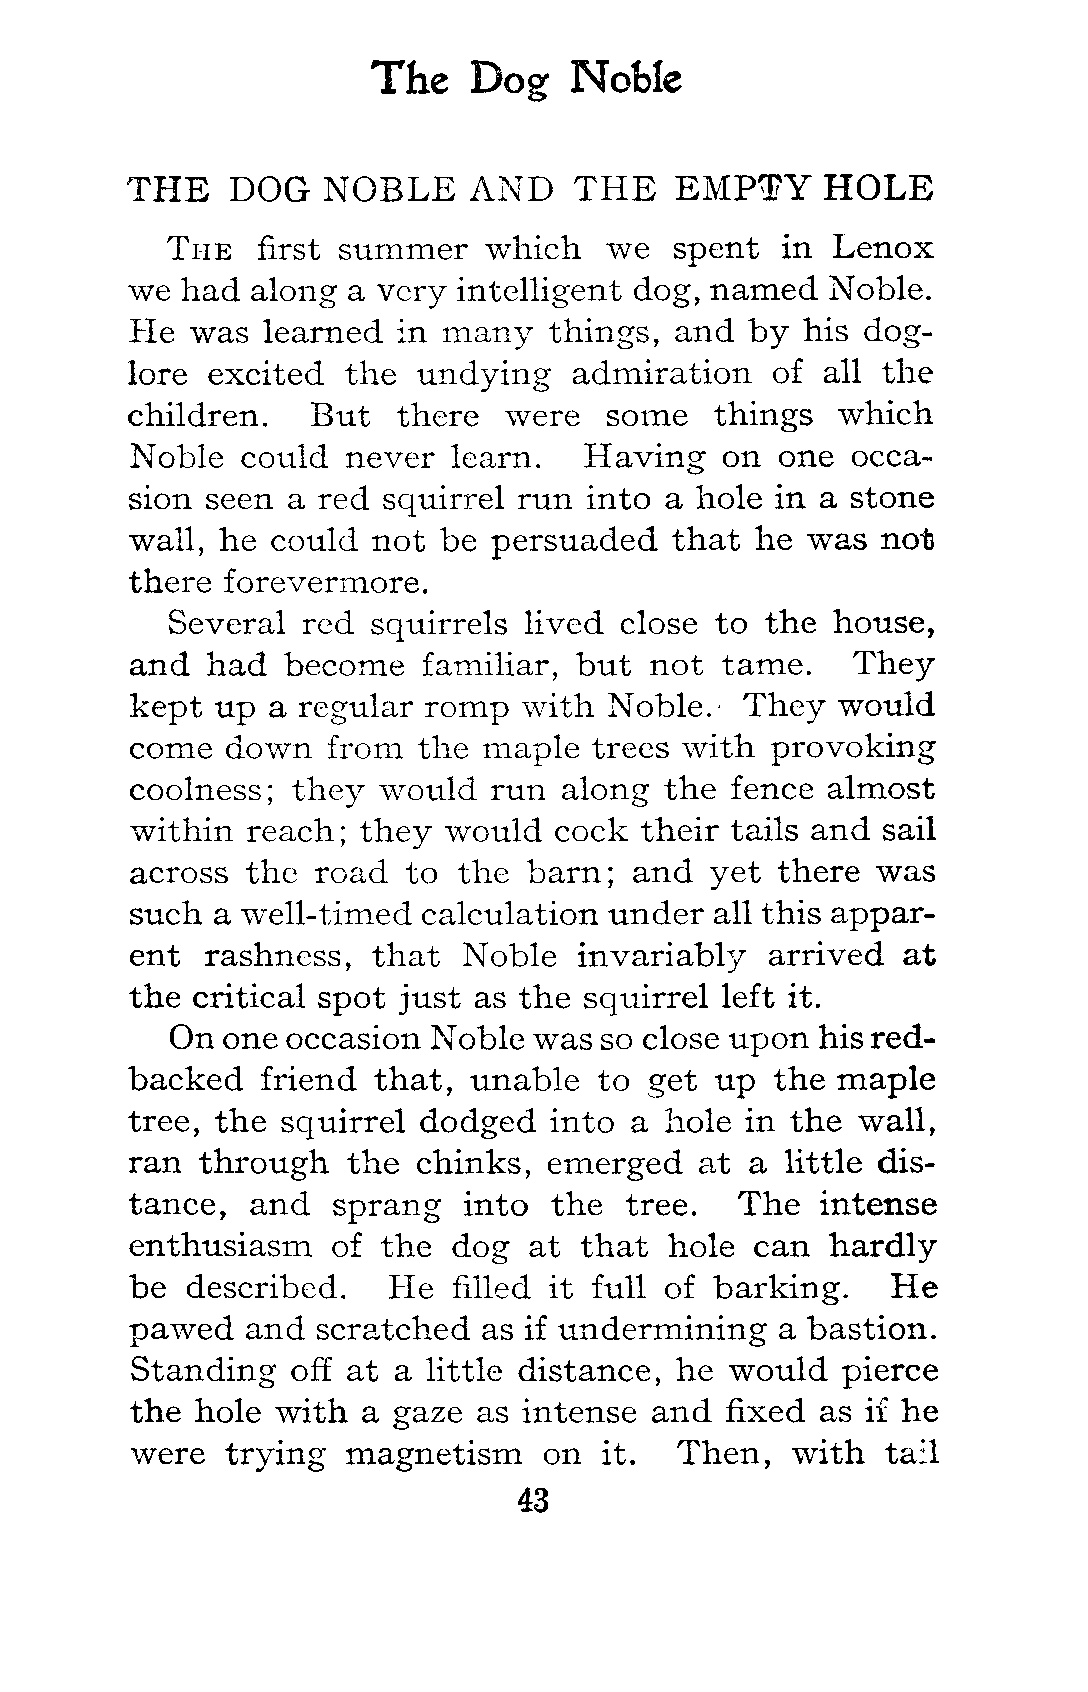 The Dog Noble
THE DOG NOBLE AND THE EMPTY HOLE
THE first summer which we spent in Lenox
we had along a very intelligent dog, named Noble.
He was learned in many things, and by his dog-
lore excited the undying admiration of all the
children. But there were some things which
Noble could never learn. Having on one occa-
sion seen a red squirrel run into a hole in a stone
wall, he could not be persuaded that he was not
there forevermore.
Several red squirrels lived close to the house,
and had become familiar, but not tame. They
kept up a regular romp with Noble. They would
come down from the maple trees with provoking
coolness; they would run along the fence almost
within reach; they would cock their tails and sail
across the road to the barn; and yet there was
such a well-timed calculation under all this appar-
ent rashness, that Noble invariably arrived at
the critical spot just as the squirrel left it.
On one occasion Noble was so close upon his red-
backed friend that, unable to get up the maple
tree, the squirrel dodged into a hole in the wall,
ran through the chinks, emerged at a little dis-
tance, and sprang into the tree. The intense
enthusiasm of the dog at that hole can hardly
be described. He filled it full of barking. He
pawed and scratched as if undermining a bastion.
Standing off at a little distance, he would pierce
the hole with a gaze as intense and fixed as if he
were trying magnetism on it. Then, with tail
43